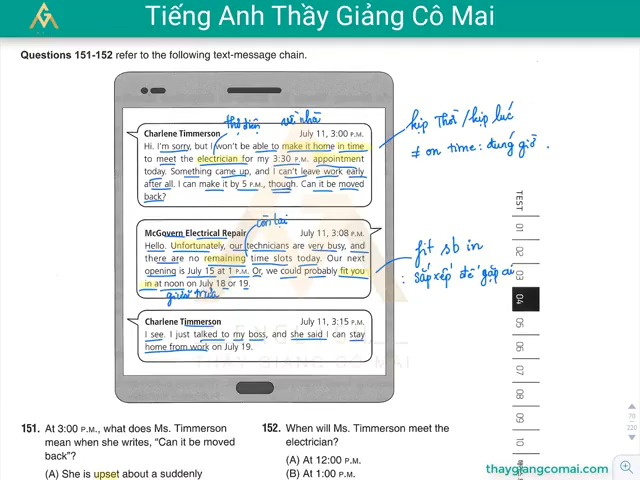 Tiếng Anh Thầy Giảng Cô Mai
Questions 151-152 refer to the following text-message chain.
thợ điện
về nhà
Charlene Timmerson July 11, 3:00 P.M.
Hi. I'm sorry, but I won't be able to make it home in time
to meet the electrician for my 3:30 P.M. appointment
today. Something came up, and I can't leave work early
after all. I can make it by 5 P.M., though. Can it be moved
back?
kịp thời/kịp lúc
≠ on time: đúng giờ.
còn lại
McGovern Electrical Repair July 11, 3:08 P.M.
Hello. Unfortunately, our technicians are very busy, and
there are no remaining time slots today. Our next
opening is July 15 at 1 P.M. Or, we could probably fit you
in at noon on July 18 or 19.
giữa trưa
fit sb in
: sắp xếp để gặp ai
Charlene Timmerson July 11, 3:15 P.M.
I see. I just talked to my boss, and she said I can stay
home from work on July 19.
TIẾNG ANH
THẦY GIẢNG CÔ MAI
TEST
01
02
03
04
05
06
07
08
09
10
151. At 3:00 P.M., what does Ms. Timmerson
mean when she writes, “Can it be moved
back?”
(A) She is upset about a suddenly
152. When will Ms. Timmerson meet the
electrician?
(A) At 12:00 P.M.
(B) At 1:00 P.M.
220
thaygiangcomai.com